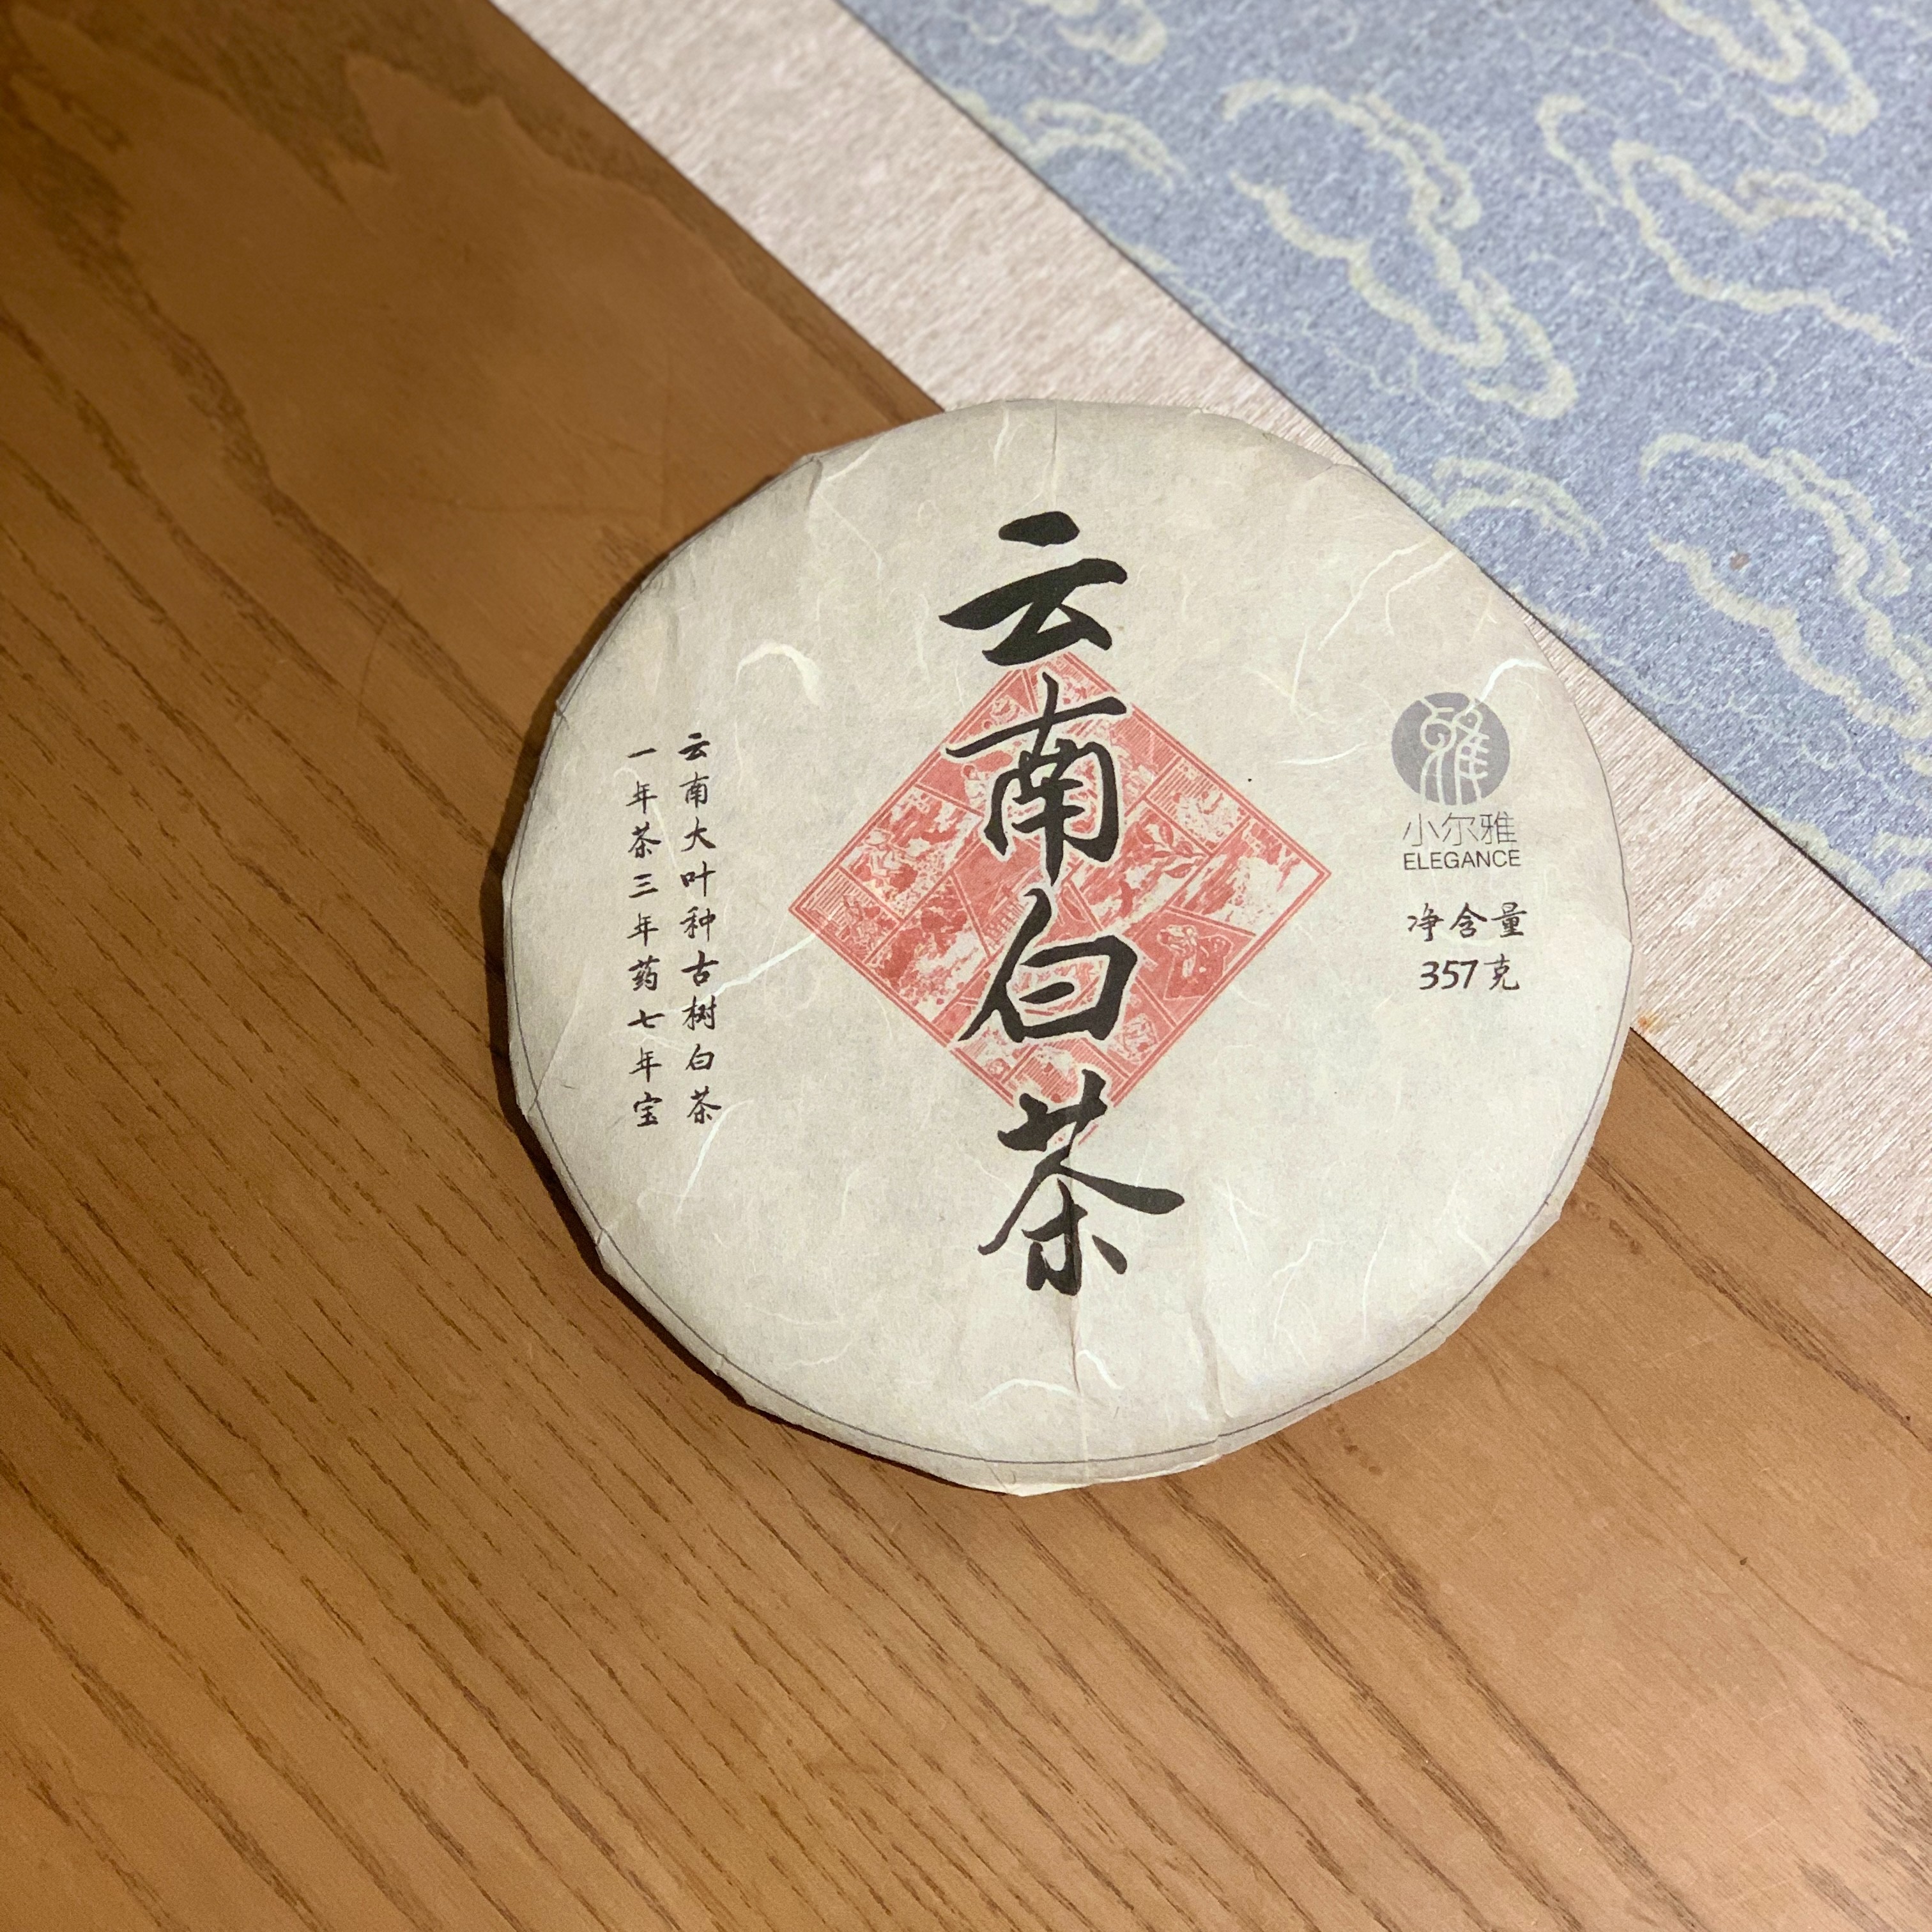 云南白茶
雅
小尔雅
ELEGANCE
净含量
357克
云南大叶种古树白茶
一年茶三年药七年宝